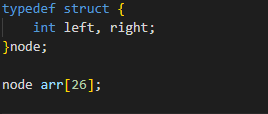 typedef struct {
    int left, right;
}node;

node arr[26];